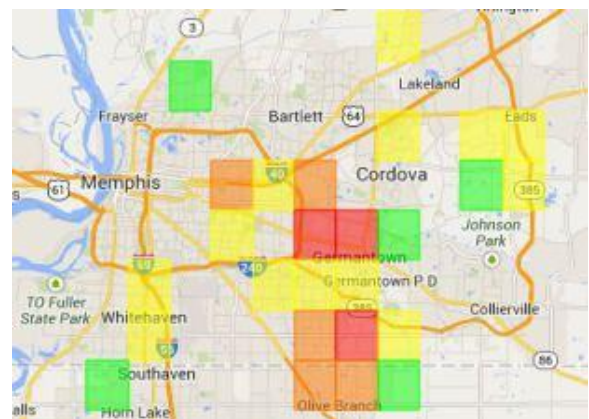 3
Lakeland
Frayser
Bartlett
64
Eads
40
Memphis
Cordova
61
385
Johnson
Park
Germantown
240
Germantown P D
TO Fuller
State Park
Whitehaven
385
Collierville
86
Southaven
Olive Branch
Horn Lake